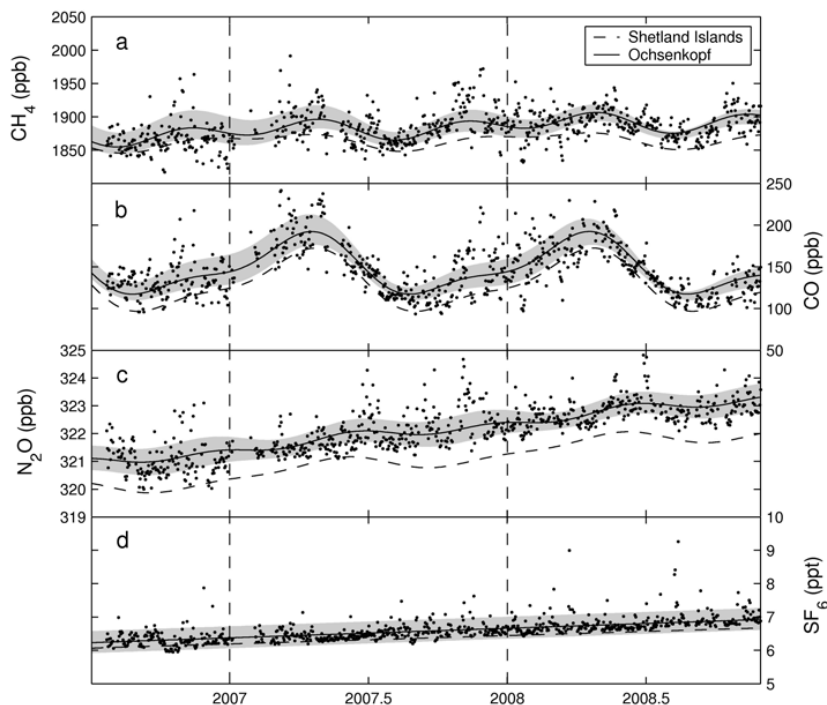 a
Shetland Islands
Ochsenkopf
2050
2000
1950
1900
1850
CH₄ (ppb)
b
250
200
150
100
50
CO (ppb)
c
325
324
323
322
321
320
319
N₂O (ppb)
d
10
9
8
7
6
5
SF₆ (ppt)
2007
2007.5
2008
2008.5